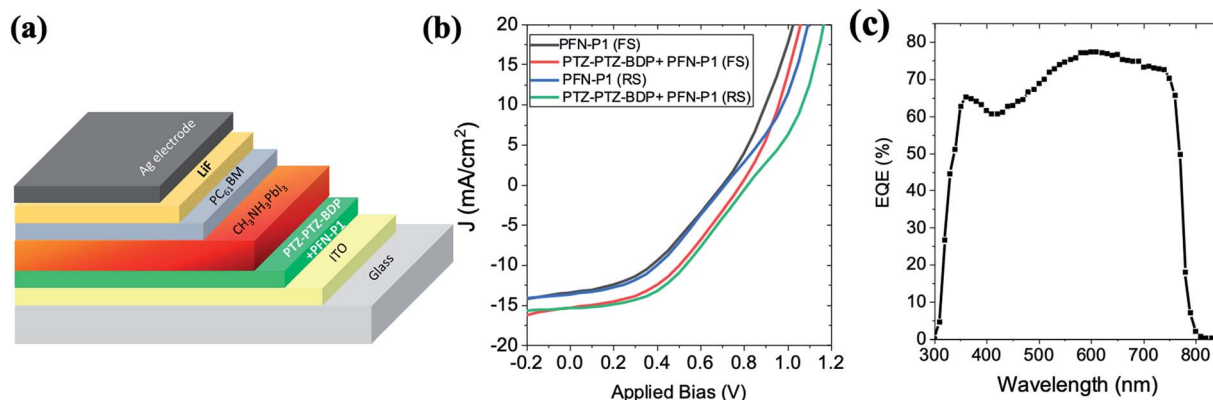 (a)
Ag electrode
LiF
PC₆₁BM
CH₃NH₃PbI₃
PTZ-PTZ-BDP
+PFN-P1
ITO
Glass
(b)
PFN-P1 (FS)
PTZ-PTZ-BDP+ PFN-P1 (FS)
PFN-P1 (RS)
PTZ-PTZ-BDP+ PFN-P1 (RS)
J (mA/cm²)
20
15
10
5
0
-5
-10
-15
-20
-0.2 0.0 0.2 0.4 0.6 0.8 1.0 1.2
Applied Bias (V)
(c)
EQE (%)
90
80
70
60
50
40
30
20
10
0
300 400 500 600 700 800
Wavelength (nm)